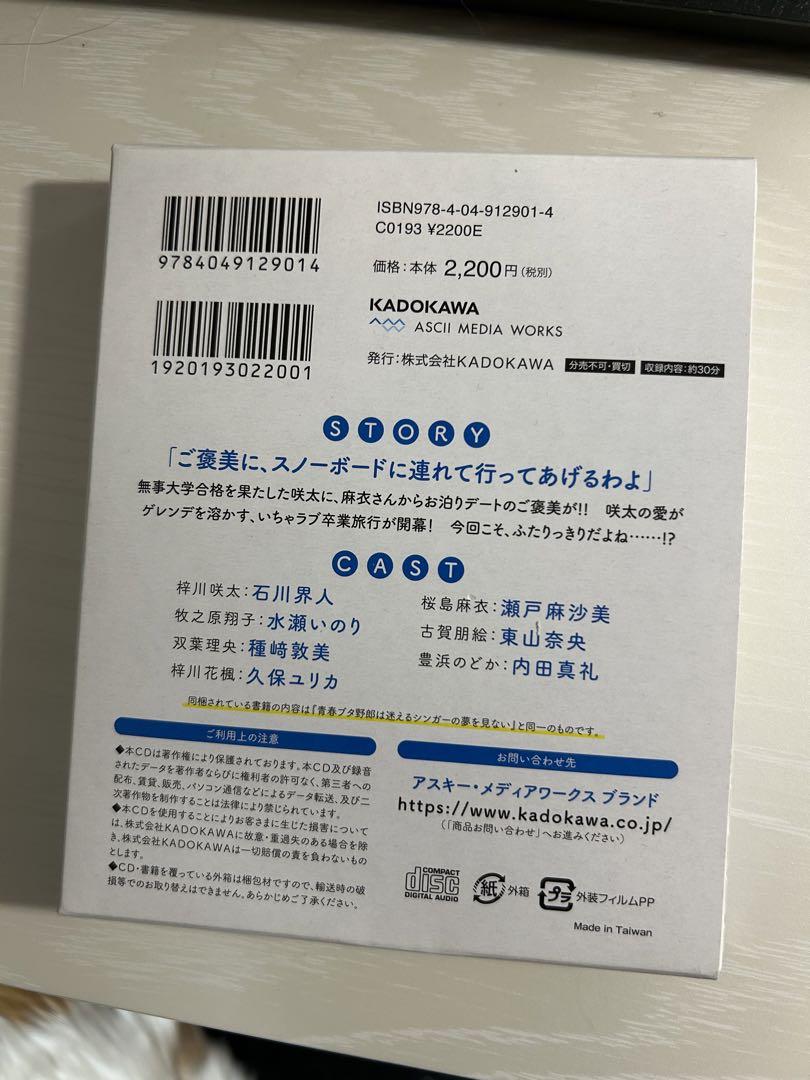 ISBN978-4-04-912901-4
C0193 ¥2200E
9784049129014
価格:本体 2,200円(税別)
KADOKAWA
ASCII MEDIA WORKS
1920193022001
発行:株式会社KADOKAWA 分売不可・買切 収録内容:約30分
STORY
「ご褒美に、スノーボードに連れて行ってあげるわよ」
無事大学合格を果たした咲太に、麻衣さんからお泊りデートのご褒美が!! 咲太の愛が
ゲレンデを溶かす、いちゃラブ卒業旅行が開幕! 今回こそ、ふたりっきりだよね……!?
CAST
梓川咲太:石川界人
桜島麻衣:瀬戸麻沙美
牧之原翔子:水瀬いのり
古賀朋絵:東山奈央
双葉理央:種﨑敦美
豊浜のどか:内田真礼
梓川花楓:久保ユリカ
同梱されている書籍の内容は『青春ブタ野郎は迷えるシンガーの夢を見ない』と同一のものです。
ご利用上の注意
◆本CDは著作権により保護されております。本CD及び録音
されたデータを著作者ならびに権利者の許可なく、第三者への
配布、賃貸、販売、パソコン通信などによるデータ転送、及び二
次著作物を制作することは法律により禁じられています。
◆本CDを使用することによりお客さまに生じた損害について
は、株式会社KADOKAWAに故意・重過失のある場合を除
き、株式会社KADOKAWAは一切賠償の責を負わないもの
とします。
◆CD・書籍を覆っている外箱は梱包材ですので、輸送時の破
損等でのお取り替えはできません。あらかじめご了承ください。
お問い合わせ先
アスキー・メディアワークス ブランド
https://www.kadokawa.co.jp/
(「商品お問い合わせ」へお進みください)
COMPACT
disc
DIGITAL AUDIO
紙 外箱
プラ 外装フィルムPP
Made in Taiwan